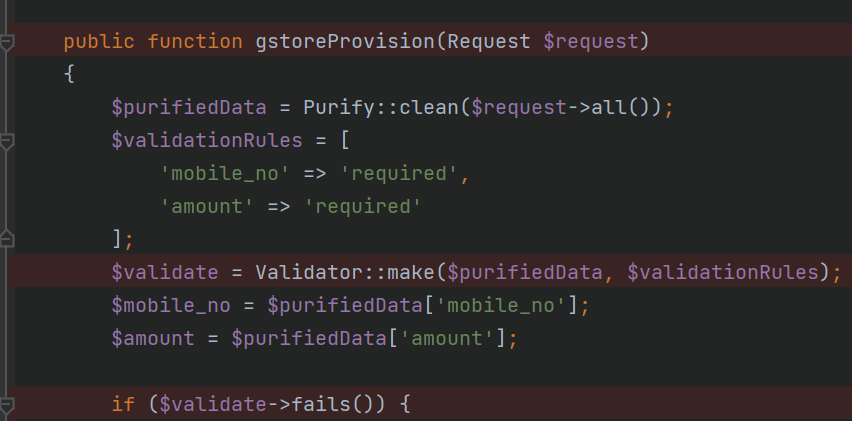 public function gstoreProvision(Request $request)
{
$purifiedData = Purify::clean($request->all());
$validationRules = [
'mobile_no' => 'required',
'amount' => 'required'
];
$validate = Validator::make($purifiedData, $validationRules);
$mobile_no = $purifiedData['mobile_no'];
$amount = $purifiedData['amount'];
if ($validate->fails()) {